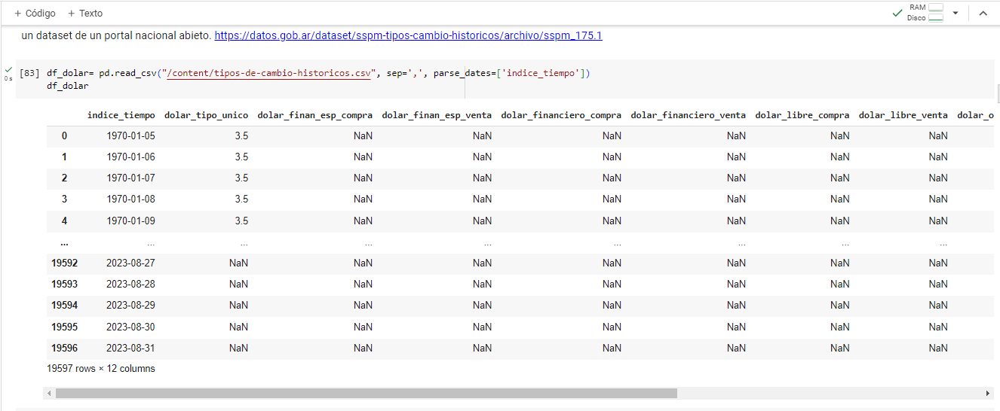 + Código + Texto
RAM
Disco
un dataset de un portal nacional abieto. https://datos.gob.ar/dataset/sspm-tipos-cambio-historicos/archivo/sspm_175.1
0 s
[83] df_dolar= pd.read_csv("/content/tipos-de-cambio-historicos.csv", sep=',', parse_dates=['indice_tiempo'])
df_dolar
indice_tiempo dolar_tipo_unico dolar_finan_esp_compra dolar_finan_esp_venta dolar_financiero_compra dolar_financiero_venta dolar_libre_compra dolar_libre_venta dolar_o
0 1970-01-05 3.5 NaN NaN NaN NaN NaN NaN
1 1970-01-06 3.5 NaN NaN NaN NaN NaN NaN
2 1970-01-07 3.5 NaN NaN NaN NaN NaN NaN
3 1970-01-08 3.5 NaN NaN NaN NaN NaN NaN
4 1970-01-09 3.5 NaN NaN NaN NaN NaN NaN
... ... ... ... ... ... ... ... ...
19592 2023-08-27 NaN NaN NaN NaN NaN NaN NaN
19593 2023-08-28 NaN NaN NaN NaN NaN NaN NaN
19594 2023-08-29 NaN NaN NaN NaN NaN NaN NaN
19595 2023-08-30 NaN NaN NaN NaN NaN NaN NaN
19596 2023-08-31 NaN NaN NaN NaN NaN NaN NaN
19597 rows × 12 columns